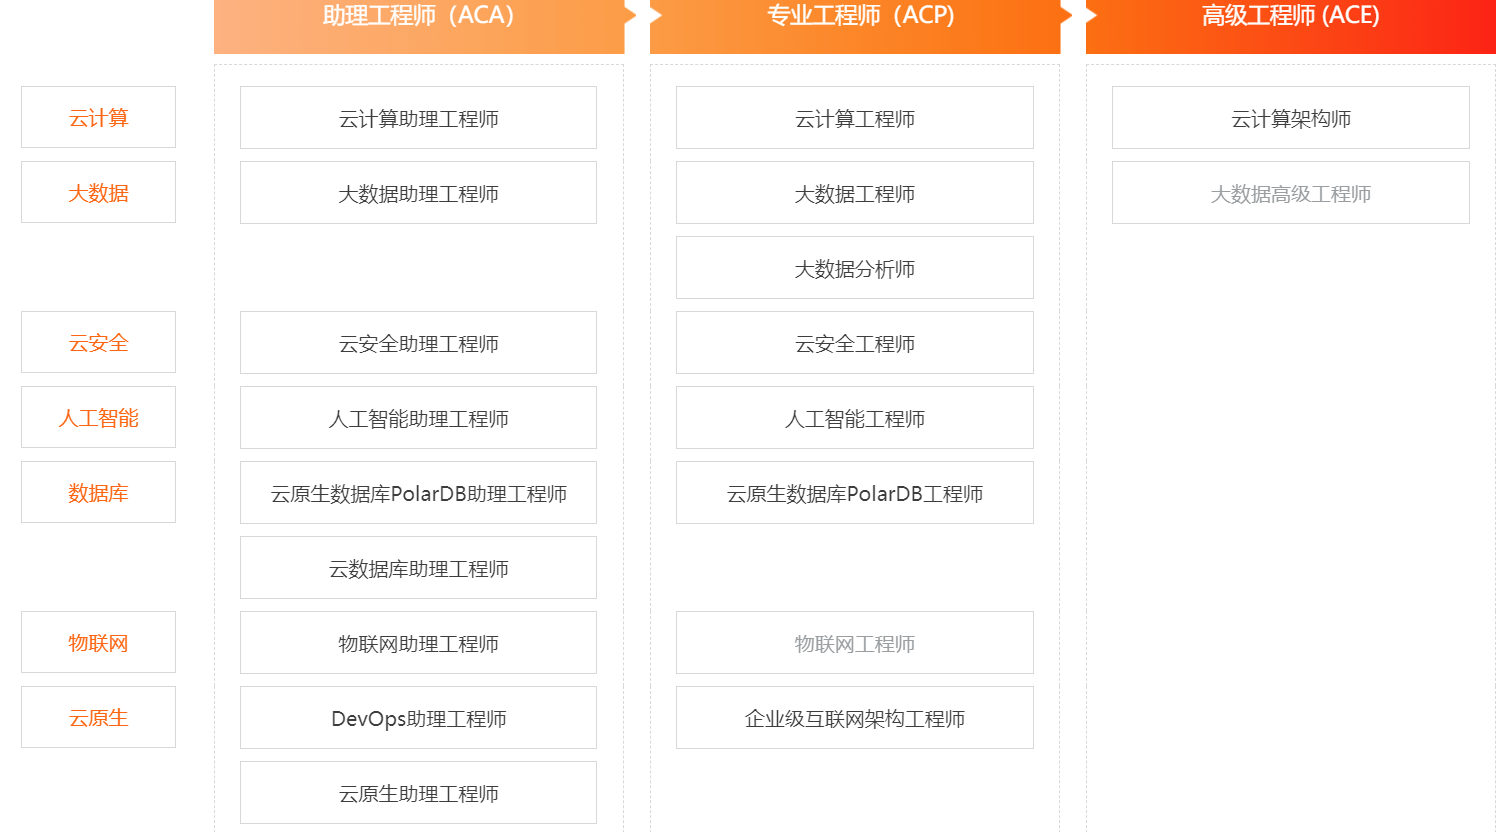 助理工程师（ACA） 专业工程师（ACP) 高级工程师 (ACE)
云计算 云计算助理工程师 云计算工程师 云计算架构师
大数据 大数据助理工程师 大数据工程师 大数据高级工程师
大数据分析师
云安全 云安全助理工程师 云安全工程师
人工智能 人工智能助理工程师 人工智能工程师
数据库 云原生数据库PolarDB助理工程师 云原生数据库PolarDB工程师
云数据库助理工程师
物联网 物联网助理工程师 物联网工程师
云原生 DevOps助理工程师 企业级互联网架构工程师
云原生助理工程师